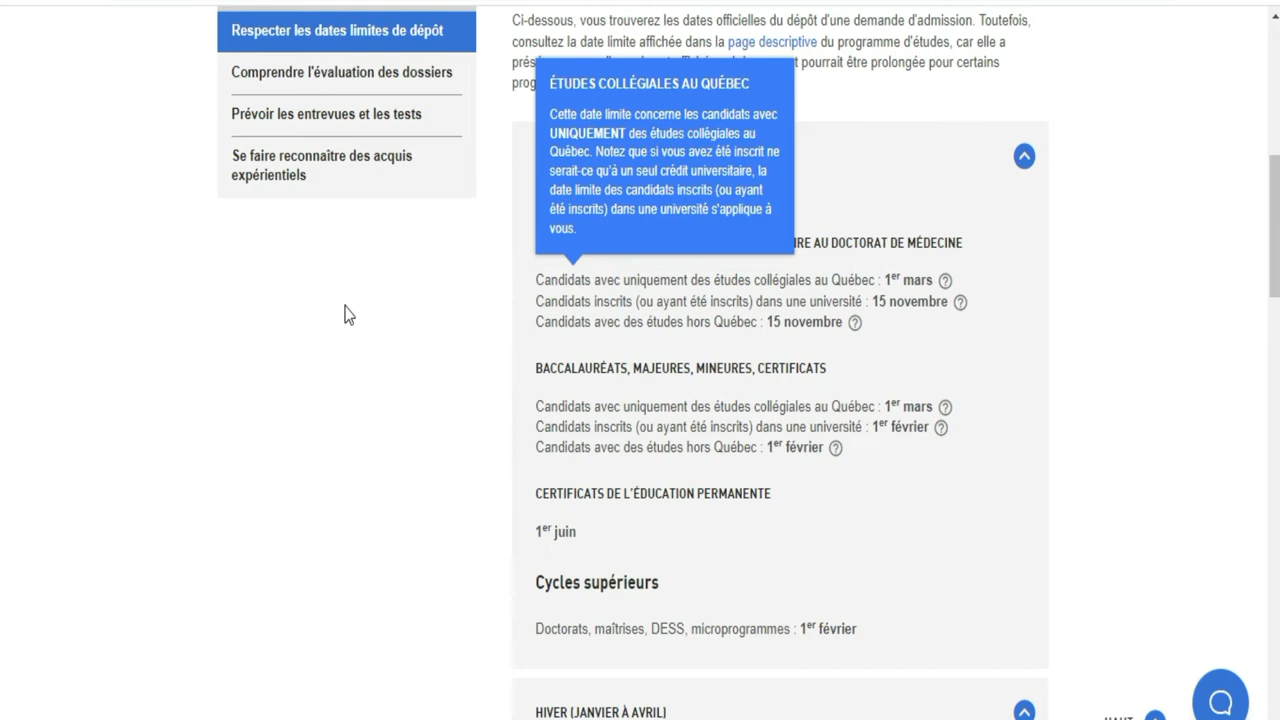 Respecter les dates limites de dépôt
Comprendre l'évaluation des dossiers
Prévoir les entrevues et les tests
Se faire reconnaître des acquis
expérientiels
Ci-dessous, vous trouverez les dates officielles du dépôt d'une demande d'admission. Toutefois,
consultez la date limite affichée dans la page descriptive du programme d'études, car elle a
pourrait être prolongée pour certains
ÉTUDES COLLÉGIALES AU QUÉBEC
Cette date limite concerne les candidats avec
UNIQUEMENT des études collégiales au
Québec. Notez que si vous avez été inscrit ne
serait-ce qu'à un seul crédit universitaire, la
date limite des candidats inscrits (ou ayant
été inscrits) dans une université s'applique à
vous.
AU DOCTORAT DE MÉDECINE
Candidats avec uniquement des études collégiales au Québec : 1er mars
Candidats inscrits (ou ayant été inscrits) dans une université : 15 novembre
Candidats avec des études hors Québec : 15 novembre
BACCALAURÉATS, MAJEURES, MINEURES, CERTIFICATS
Candidats avec uniquement des études collégiales au Québec : 1er mars
Candidats inscrits (ou ayant été inscrits) dans une université : 1er février
Candidats avec des études hors Québec : 1er février
CERTIFICATS DE L'ÉDUCATION PERMANENTE
1er juin
Cycles supérieurs
Doctorats, maîtrises, DESS, microprogrammes : 1er février
HIVER (JANVIER À AVRIL)
HAUT